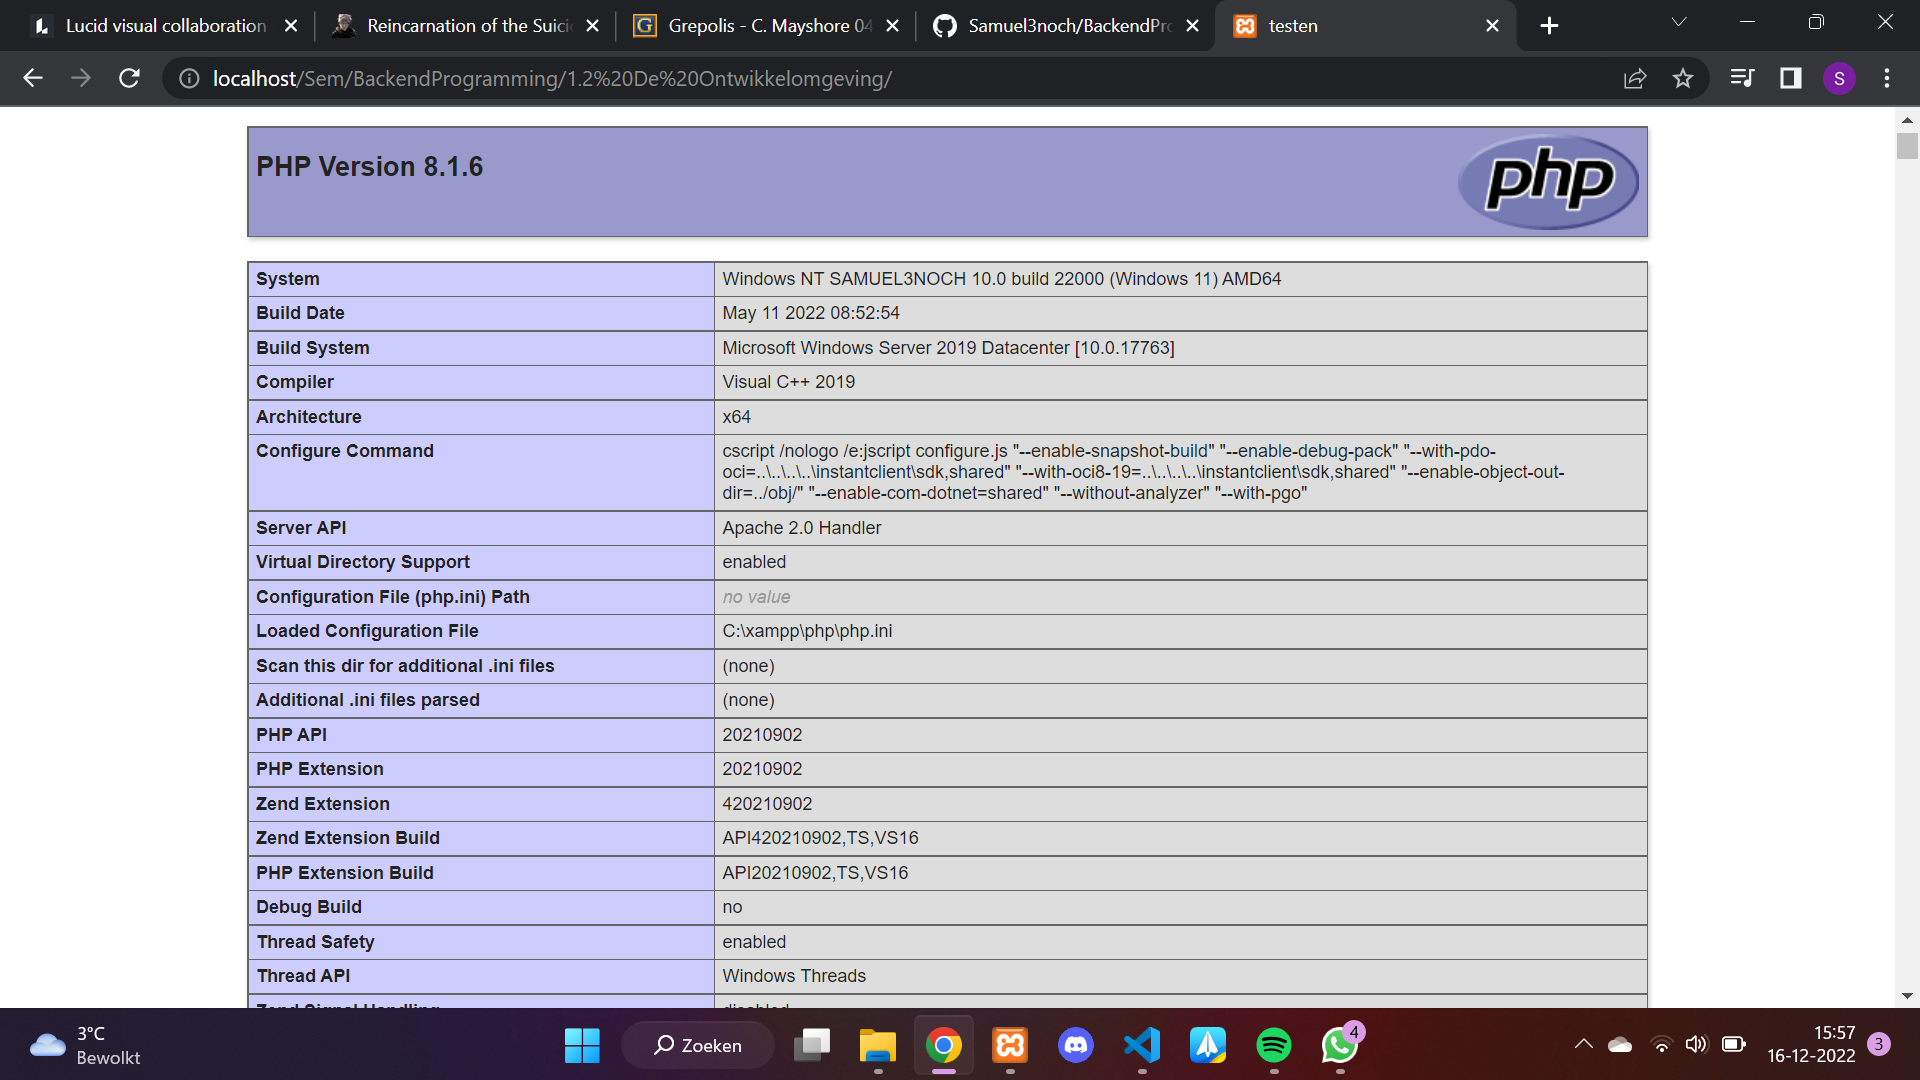 Lucid visual collaboration
Reincarnation of the Suici
Grepolis - C. Mayshore 04
Samuel3noch/BackendPro
testen
localhost/Sem/BackendProgramming/1.2%20De%20Ontwikkelomgeving/
S
PHP Version 8.1.6
php
System Windows NT SAMUEL3NOCH 10.0 build 22000 (Windows 11) AMD64
Build Date May 11 2022 08:52:54
Build System Microsoft Windows Server 2019 Datacenter [10.0.17763]
Compiler Visual C++ 2019
Architecture x64
Configure Command cscript /nologo /e:jscript configure.js "--enable-snapshot-build" "--enable-debug-pack" "--with-pdo-
oci=..\..\..\..\instantclient\sdk,shared" "--with-oci8-19=..\..\..\..\instantclient\sdk,shared" "--enable-object-out-
dir=../obj/" "--enable-com-dotnet=shared" "--without-analyzer" "--with-pgo"
Server API Apache 2.0 Handler
Virtual Directory Support enabled
Configuration File (php.ini) Path no value
Loaded Configuration File C:\xampp\php\php.ini
Scan this dir for additional .ini files (none)
Additional .ini files parsed (none)
PHP API 20210902
PHP Extension 20210902
Zend Extension 420210902
Zend Extension Build API420210902,TS,VS16
PHP Extension Build API20210902,TS,VS16
Debug Build no
Thread Safety enabled
Thread API Windows Threads
Zend Signal Handling disabled
3°C
Bewolkt
Zoeken
4
15:57
16-12-2022
3